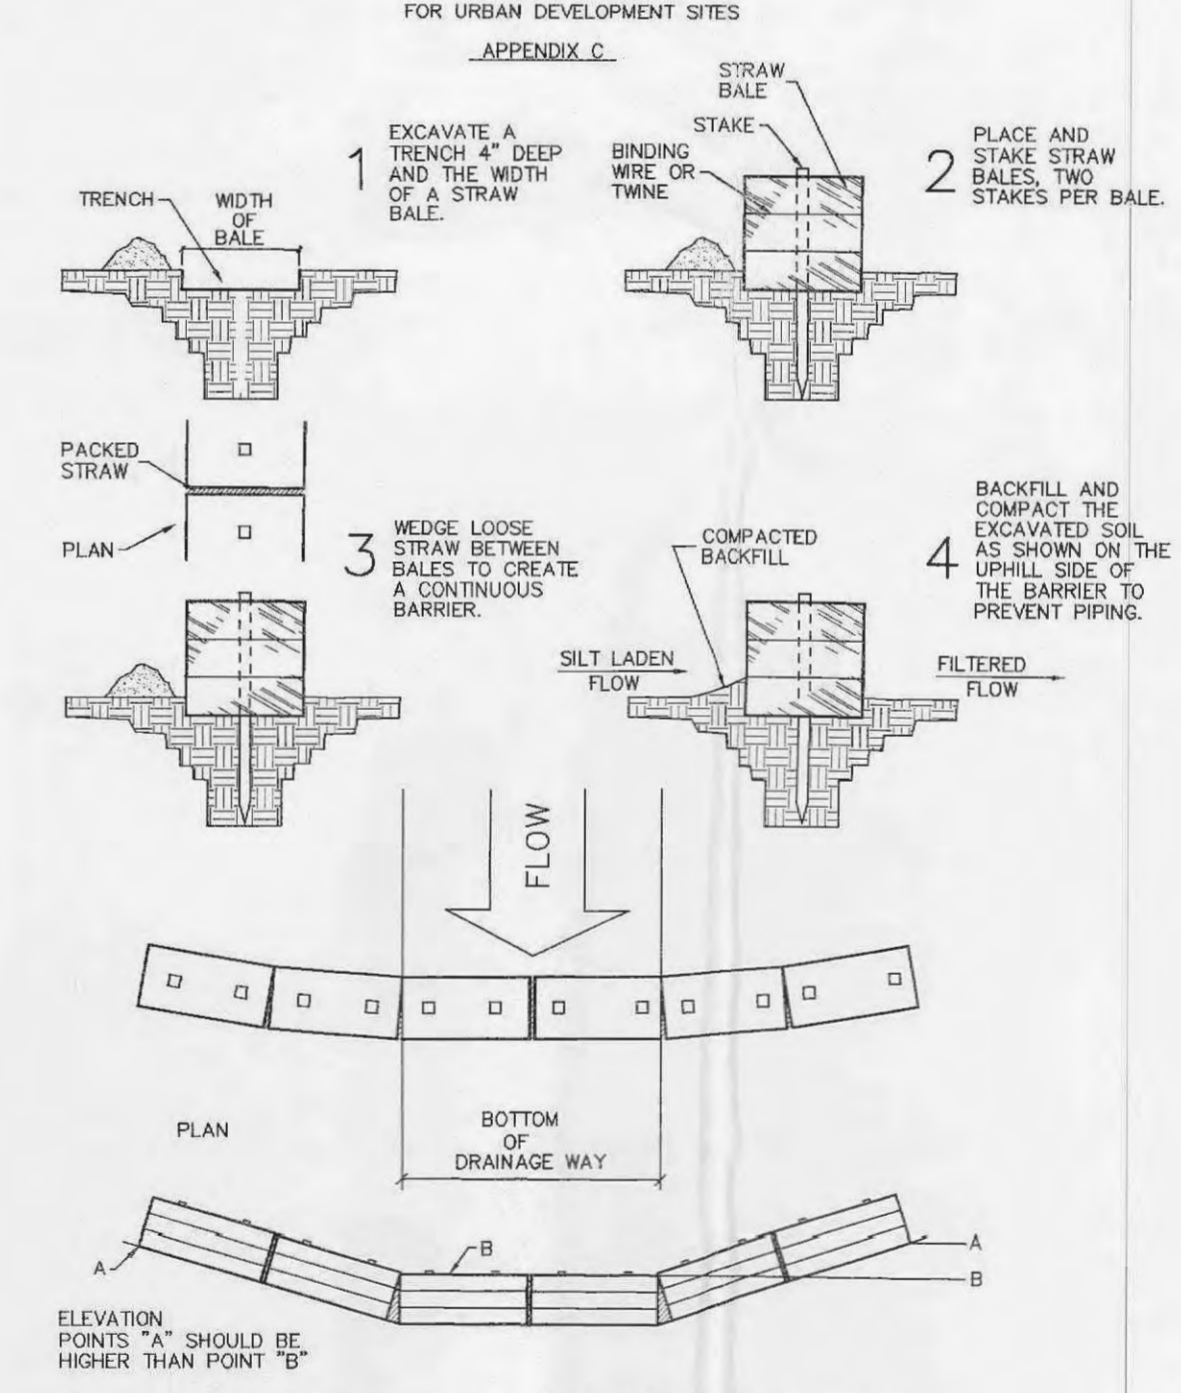 FOR URBAN DEVELOPMENT SITES
APPENDIX C
1
EXCAVATE A
TRENCH 4" DEEP
AND THE WIDTH
OF A STRAW
BALE.
TRENCH
WIDTH
OF
BALE
STRAW
BALE
STAKE
BINDING
WIRE OR
TWINE
2
PLACE AND
STAKE STRAW
BALES, TWO
STAKES PER BALE.
PACKED
STRAW
PLAN
3
WEDGE LOOSE
STRAW BETWEEN
BALES TO CREATE
A CONTINUOUS
BARRIER.
COMPACTED
BACKFILL
4
BACKFILL AND
COMPACT THE
EXCAVATED SOIL
AS SHOWN ON THE
UPHILL SIDE OF
THE BARRIER TO
PREVENT PIPING.
SILT LADEN
FLOW
FILTERED
FLOW
FLOW
PLAN
BOTTOM
OF
DRAINAGE WAY
A
B
A
B
ELEVATION
POINTS "A" SHOULD BE
HIGHER THAN POINT "B"